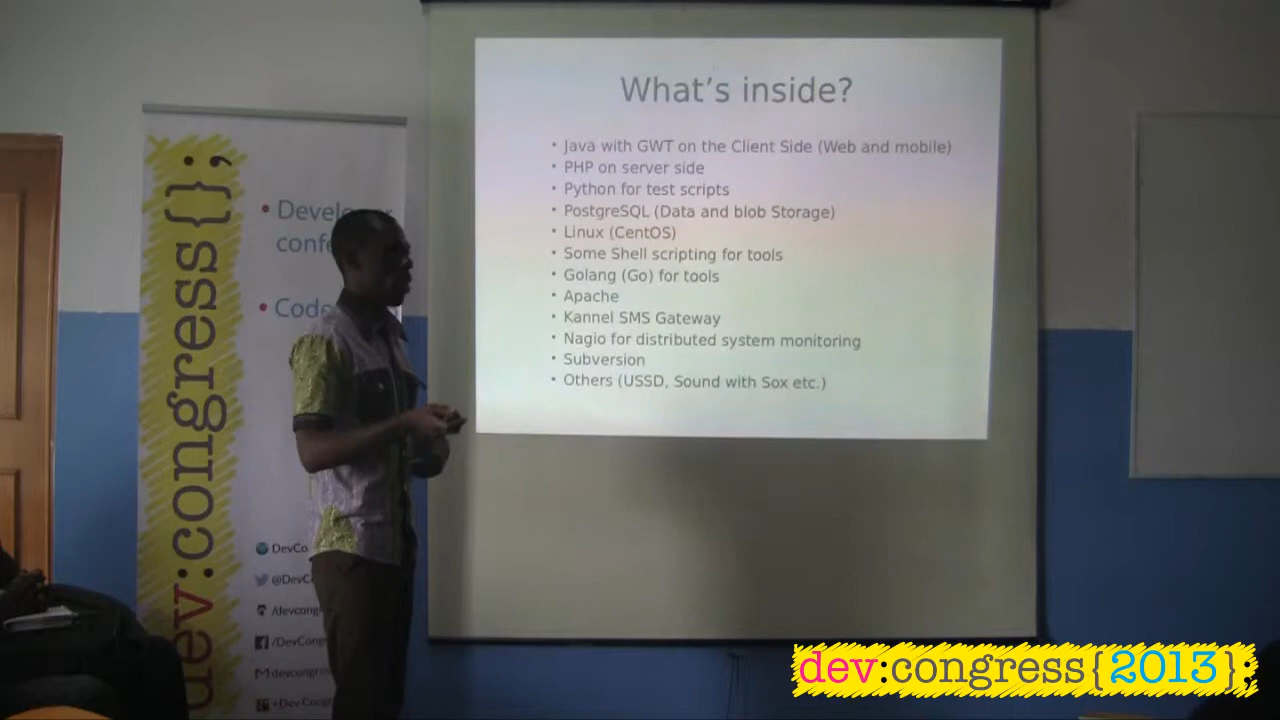 What's inside?
• Java with GWT on the Client Side (Web and mobile)
• PHP on server side
• Python for test scripts
• PostgreSQL (Data and blob Storage)
• Linux (CentOS)
• Some Shell scripting for tools
• Golang (Go) for tools
• Apache
• Kannel SMS Gateway
• Nagio for distributed system monitoring
• Subversion
• Others (USSD, Sound with Sox etc.)
dev:congress{};
• Develo
confe
• Code
DevCo
@DevC
/devcongr
/DevCongr
devcongre
+Dev Congr
dev:congress{2013};